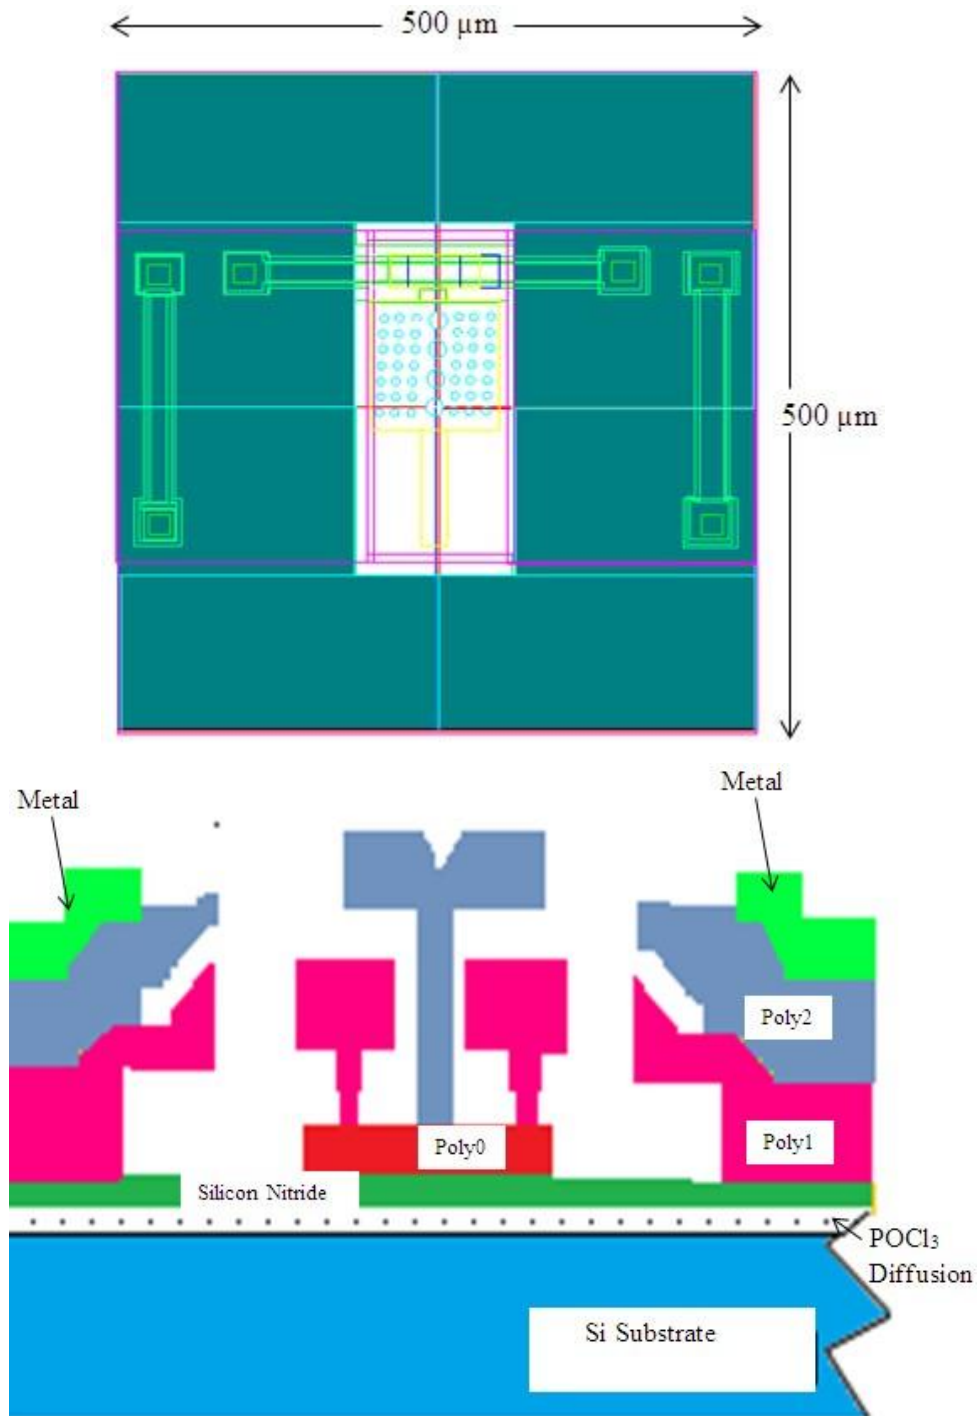 500 µm
500 µm
Metal
Metal
Poly2
Poly0
Poly1
Silicon Nitride
POCl₃
Diffusion
Si Substrate